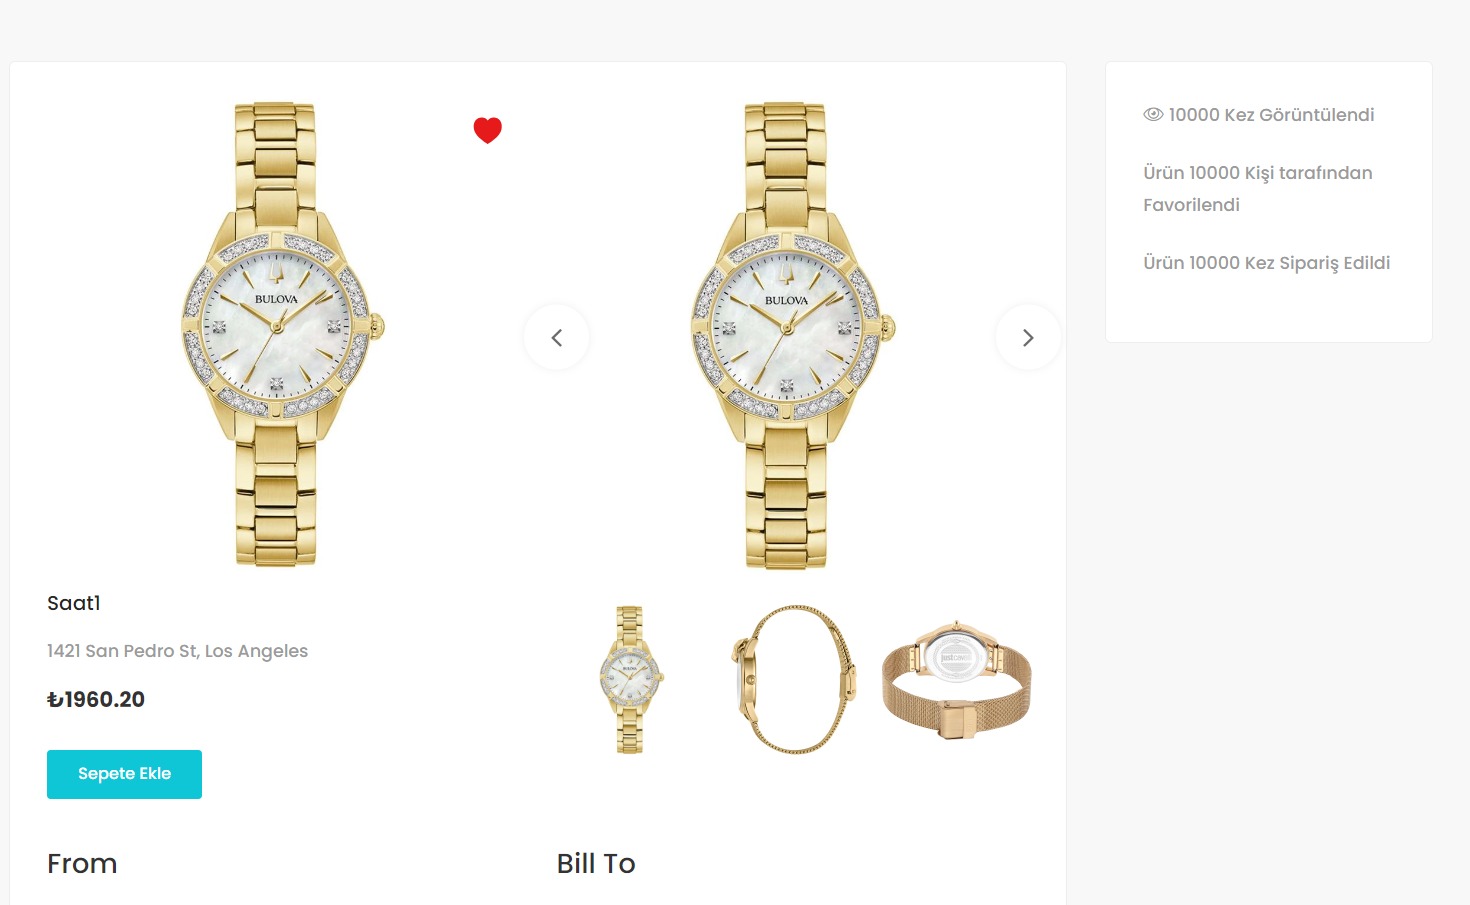 BULOVA
BULOVA
Saat1
1421 San Pedro St, Los Angeles
₺1960.20
Sepete Ekle
BULOVA
From
Bill To
10000 Kez Görüntülendi
Ürün 10000 Kişi tarafından
Favorilendi
Ürün 10000 Kez Sipariş Edildi